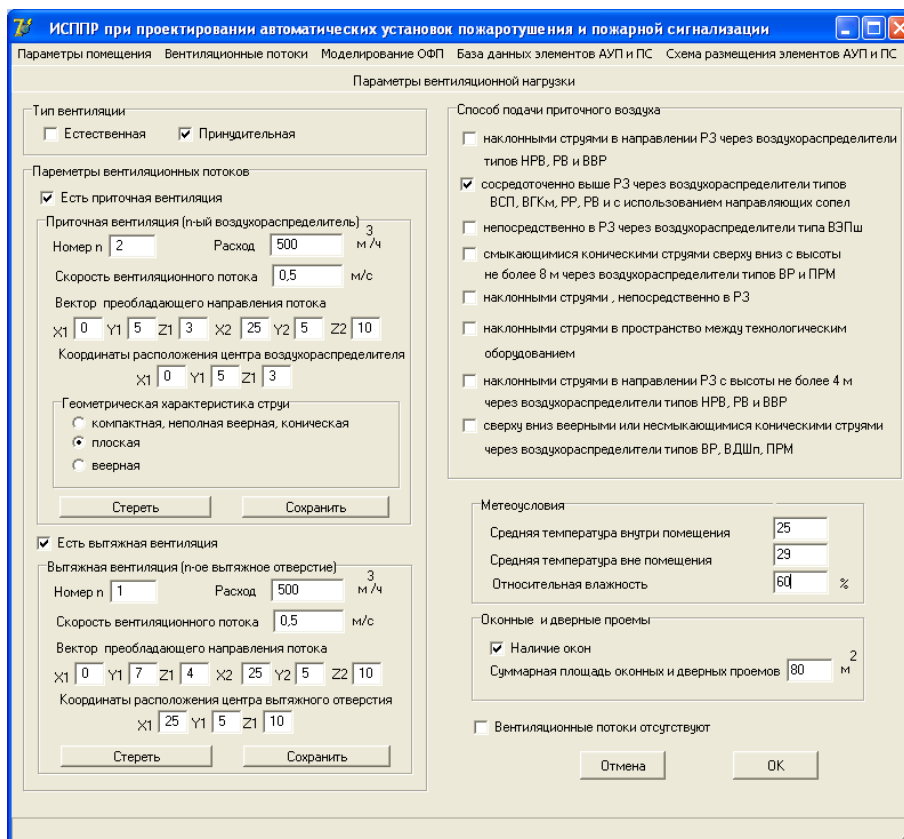 ИСППР при проектировании автоматических установок пожаротушения и пожарной сигнализации
Параметры помещения Вентиляционные потоки Моделирование ОФП База данных элементов АУП и ПС Схема размещения элементов АУП и ПС
Параметры вентиляционной нагрузки
Тип вентиляции
Естественная Принудительная
Пареметры вентиляционных потоков
Есть приточная вентиляция
Приточная вентиляция (n-ый воздухораспределитель)
Номер n 2 Расход 500 м³/ч
Скорость вентиляционного потока 0,5 м/с
Вектор преобладающего направления потока
X1 0 Y1 5 Z1 3 X2 25 Y2 5 Z2 10
Координаты расположения центра воздухораспределителя
X1 0 Y1 5 Z1 3
Геометрическая характеристика струи
компактная, неполная веерная, коническая
плоская
веерная
Стереть Сохранить
Есть вытяжная вентиляция
Вытяжная вентиляция (n-ое вытяжное отверстие)
Номер n 1 Расход 500 м³/ч
Скорость вентиляционного потока 0,5 м/с
Вектор преобладающего направления потока
X1 0 Y1 7 Z1 4 X2 25 Y2 5 Z2 10
Координаты расположения центра вытяжного отверстия
X1 25 Y1 5 Z1 10
Стереть Сохранить
Способ подачи приточного воздуха
наклонными струями в направлении РЗ через воздухораспределители
типов НРВ, РВ и ВВР
сосредоточенно выше РЗ через воздухораспределители типов
ВСП, ВГКм, РР, РВ и с использованием направляющих сопел
непосредственно в РЗ через воздухораспределители типа ВЭПш
смыкающимися коническими струями сверху вниз с высоты
не более 8 м через воздухораспределители типов ВР и ПРМ
наклонными струями , непосредственно в РЗ
наклонными струями в пространство между технологическим
оборудованием
наклонными струями в направлении РЗ с высоты не более 4 м
через воздухораспределители типов НРВ, РВ и ВВР
сверху вниз веерными или несмыкающимися коническими струями
через воздухораспределители типов ВР, ВДШп, ПРМ
Метеоусловия
Средняя температура внутри помещения 25
Средняя температура вне помещения 29
Относительная влажность 60 %
Оконные и дверные проемы
Наличие окон
Суммарная площадь оконных и дверных проемов 80 м²
Вентиляционные потоки отсутствуют
Отмена OK